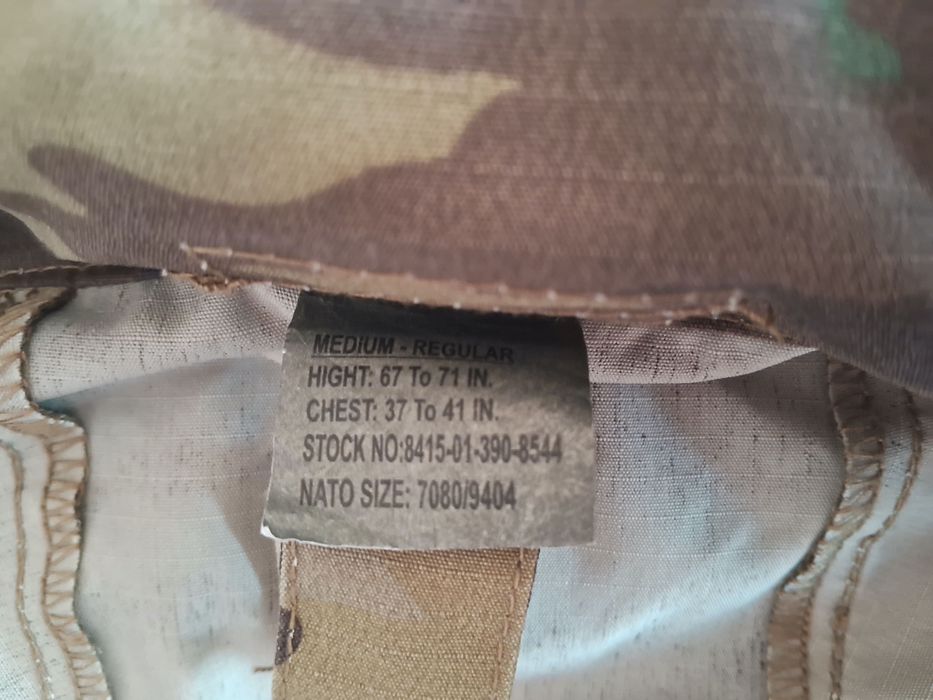 MEDIUM - REGULAR
HIGHT: 67 To 71 IN.
CHEST: 37 To 41 IN.
STOCK NO:8415-01-390-8544
NATO SIZE: 7080/9404